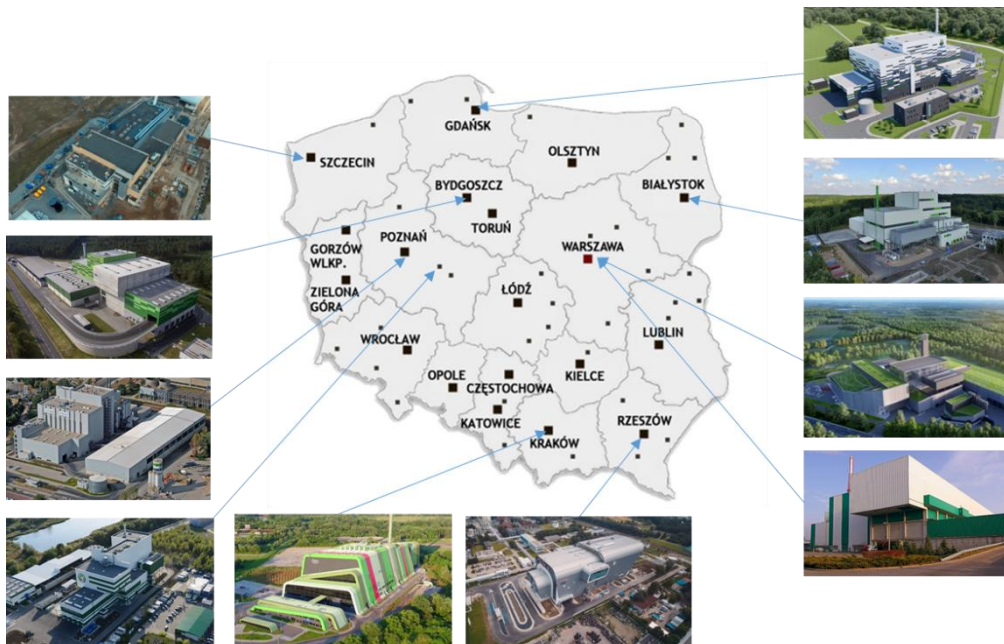 GDAŃSK
SZCZECIN
OLSZTYN
BYDGOSZCZ
BIAŁYSTOK
TORUŃ
GORZÓW
WLKP.
POZNAŃ
WARSZAWA
ZIELONA
GÓRA
ŁÓDŹ
WROCŁAW
LUBLIN
OPOLE
CZĘSTOCHOWA
KIELCE
KATOWICE
KRAKÓW
RZESZÓW